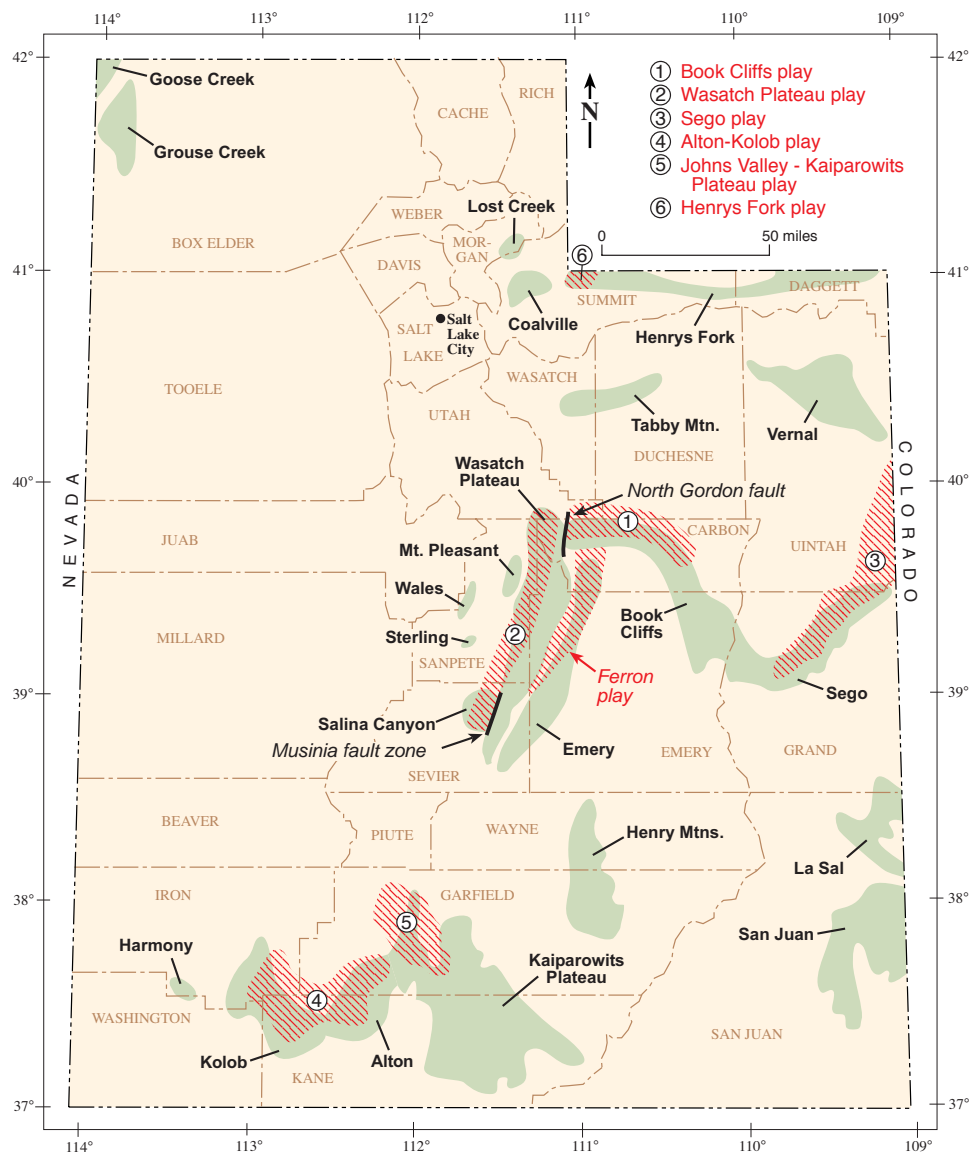 114°
113°
112°
111°
110°
109°
42°
42°
Goose Creek
Grouse Creek
RICH
CACHE
N
① Book Cliffs play
② Wasatch Plateau play
③ Sego play
④ Alton-Kolob play
⑤ Johns Valley - Kaiparowits
Plateau play
⑥ Henrys Fork play
0
50 miles
WEBER
Lost Creek
BOX ELDER
MOR-
GAN
DAVIS
⑥
41°
41°
SUMMIT
DAGGETT
Coalville
Henrys Fork
SALT
LAKE
Salt
Lake
City
WASATCH
TOOELE
UTAH
Tabby Mtn.
Vernal
DUCHESNE
Wasatch
Plateau
North Gordon fault
40°
40°
NEVADA
COLORADO
①
CARBON
JUAB
UINTAH
③
Mt. Pleasant
Wales
Book
Cliffs
MILLARD
Sterling
②
SANPETE
Ferron
play
Sego
39°
39°
Salina Canyon
Musinia fault zone
Emery
EMERY
GRAND
SEVIER
BEAVER
PIUTE
WAYNE
Henry Mtns.
La Sal
IRON
GARFIELD
38°
38°
⑤
San Juan
Harmony
Kaiparowits
Plateau
④
WASHINGTON
SAN JUAN
Kolob
Alton
KANE
37°
37°
114°
113°
112°
111°
110°
109°